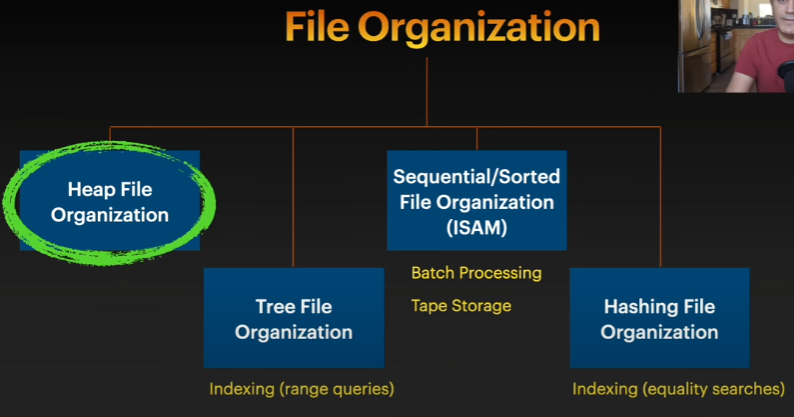 File Organization
Heap File
Organization
Sequential/Sorted
File Organization
(ISAM)
Batch Processing
Tape Storage
Tree File
Organization
Indexing (range queries)
Hashing File
Organization
Indexing (equality searches)